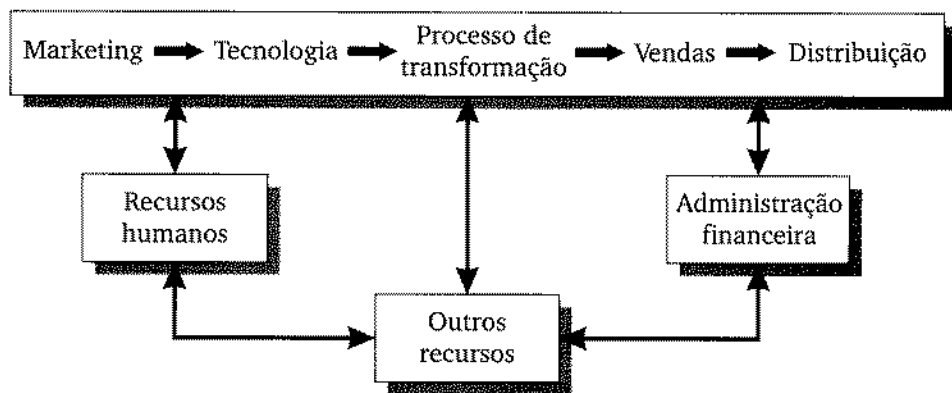 Marketing Tecnologia Processo de transformação Vendas Distribuição
Recursos
humanos
Administração
financeira
Outros
recursos